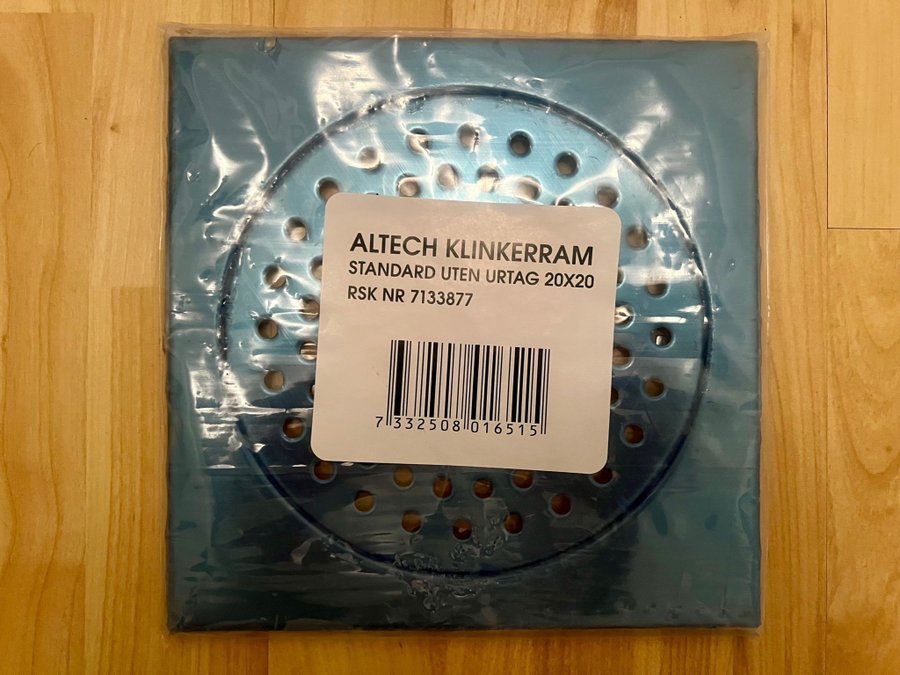 ALTECH KLINKERRAM
STANDARD UTEN URTAG 20X20
RSK NR 7133877
7 332508 016515